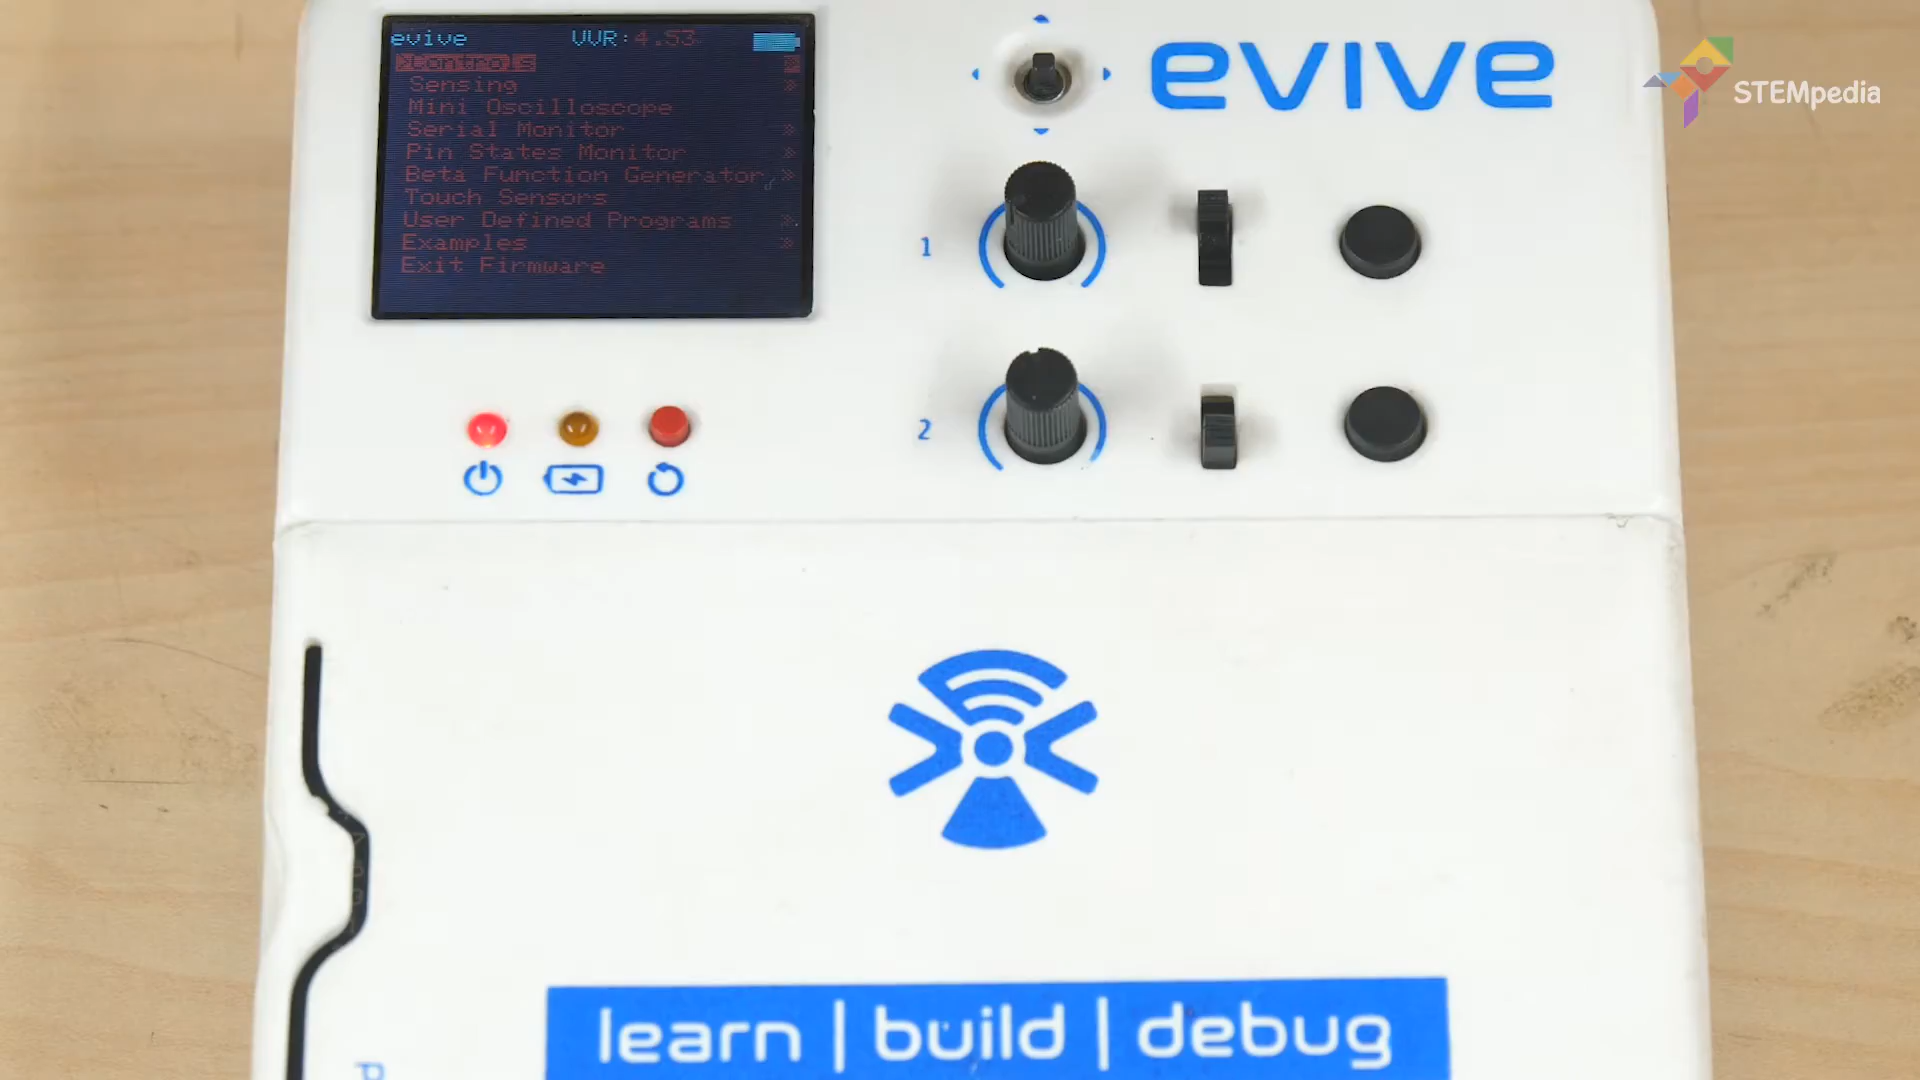 evive VVR:4.53
>Controls »
Sensing »
Mini Oscilloscope
Serial Monitor »
Pin States Monitor »
Beta Function Generator »
Touch Sensors
User Defined Programs »
Examples »
Exit Firmware
evive
STEMpedia
1
2
learn | build | debug
P